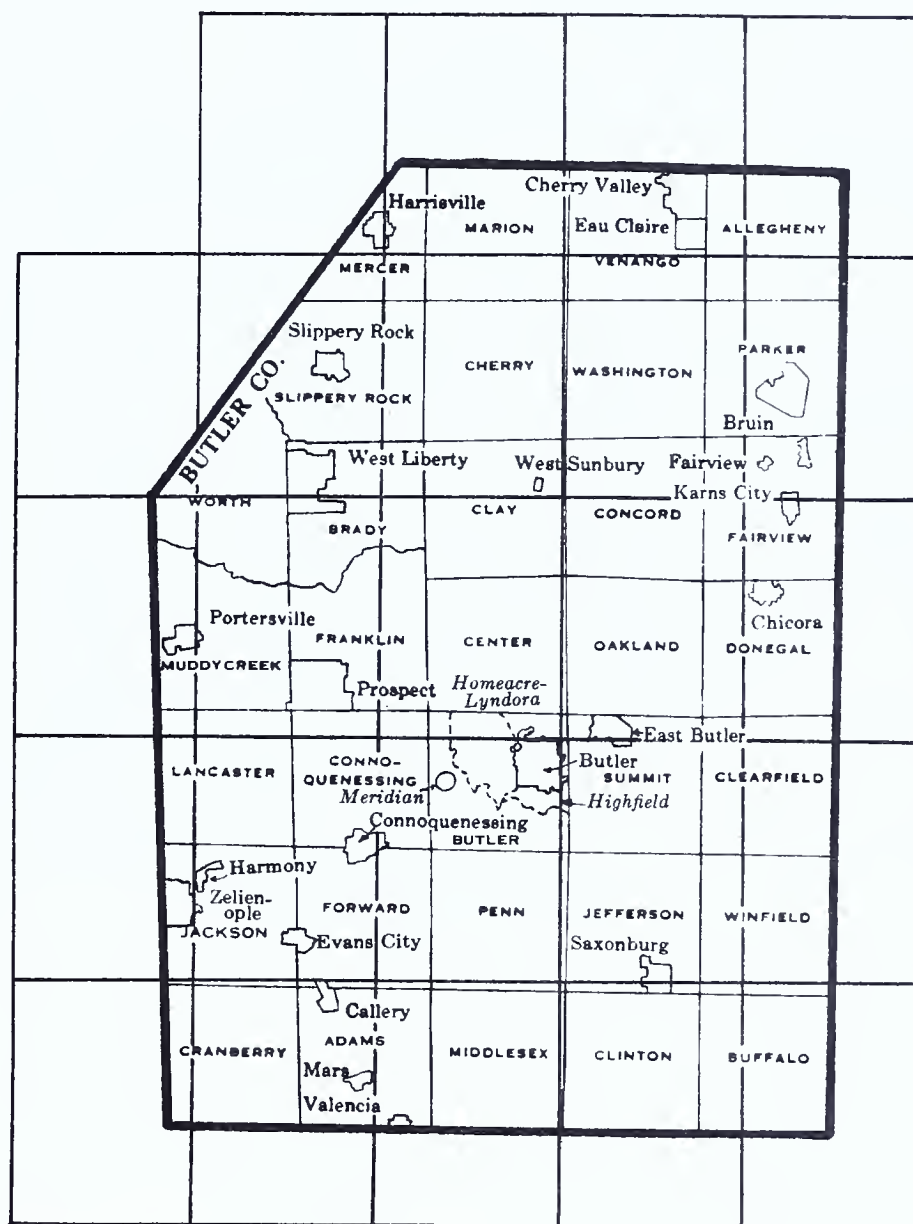 Cherry Valley
Harrisville
MARION
Eau Claire
ALLEGHENY
VENANGO
MERCER
Slippery Rock
BUTLER CO.
PARKER
CHERRY
WASHINGTON
SLIPPERY ROCK
Bruin
West Liberty
West Sunbury
Fairview
Karns City
WORTH
CLAY
CONCORD
BRADY
FAIRVIEW
Portersville
Chicora
FRANKLIN
CENTER
OAKLAND
DONEGAL
MUDDYCREEK
Homeacre-
Lyndora
Prospect
East Butler
CONNO-
QUENESSING
Butler
LANCASTER
SUMMIT
CLEARFIELD
Meridian
Highfield
Connoquenessing
BUTLER
Harmony
Zelien-
ople
FORWARD
PENN
JEFFERSON
WINFIELD
JACKSON
Evans City
Saxonburg
Callery
ADAMS
CRANBERRY
MIDDLESEX
CLINTON
BUFFALO
Mars
Valencia